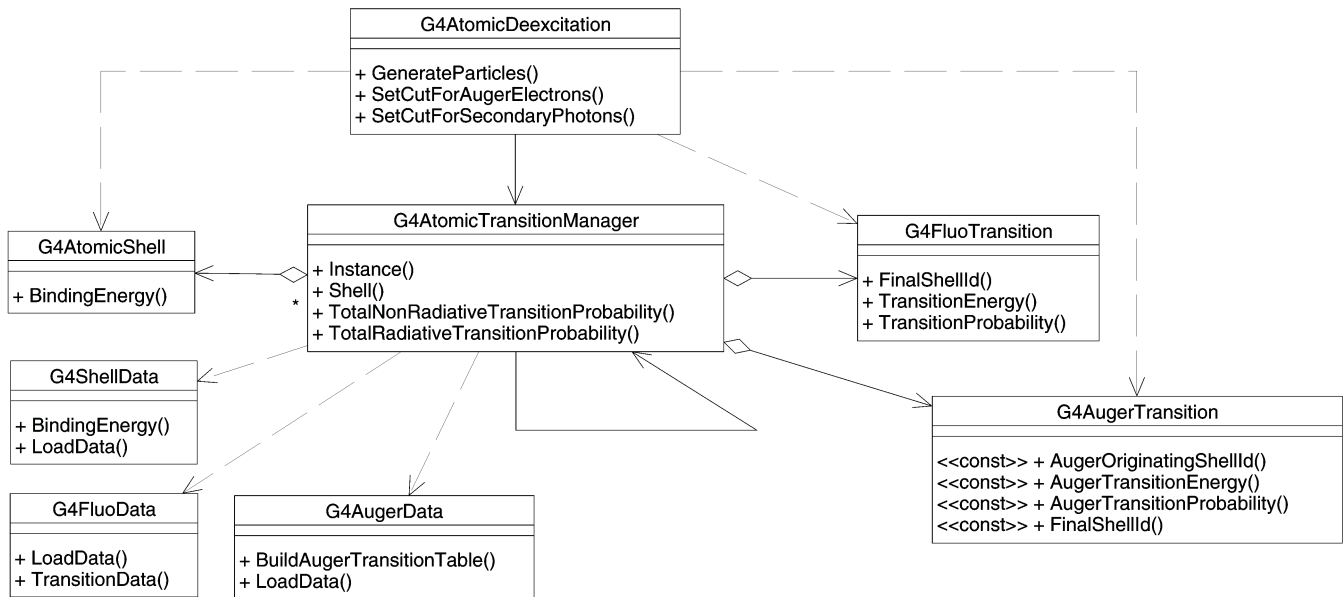 G4AtomicDeexcitation
+ GenerateParticles()
+ SetCutForAugerElectrons()
+ SetCutForSecondaryPhotons()
G4AtomicShell
+ BindingEnergy()
G4AtomicTransitionManager
+ Instance()
+ Shell()
+ TotalNonRadiativeTransitionProbability()
+ TotalRadiativeTransitionProbability()
*
G4FluoTransition
+ FinalShellId()
+ TransitionEnergy()
+ TransitionProbability()
G4ShellData
+ BindingEnergy()
+ LoadData()
G4AugerTransition
<<const>> + AugerOriginatingShellId()
<<const>> + AugerTransitionEnergy()
<<const>> + AugerTransitionProbability()
<<const>> + FinalShellId()
G4FluoData
+ LoadData()
+ TransitionData()
G4AugerData
+ BuildAugerTransitionTable()
+ LoadData()